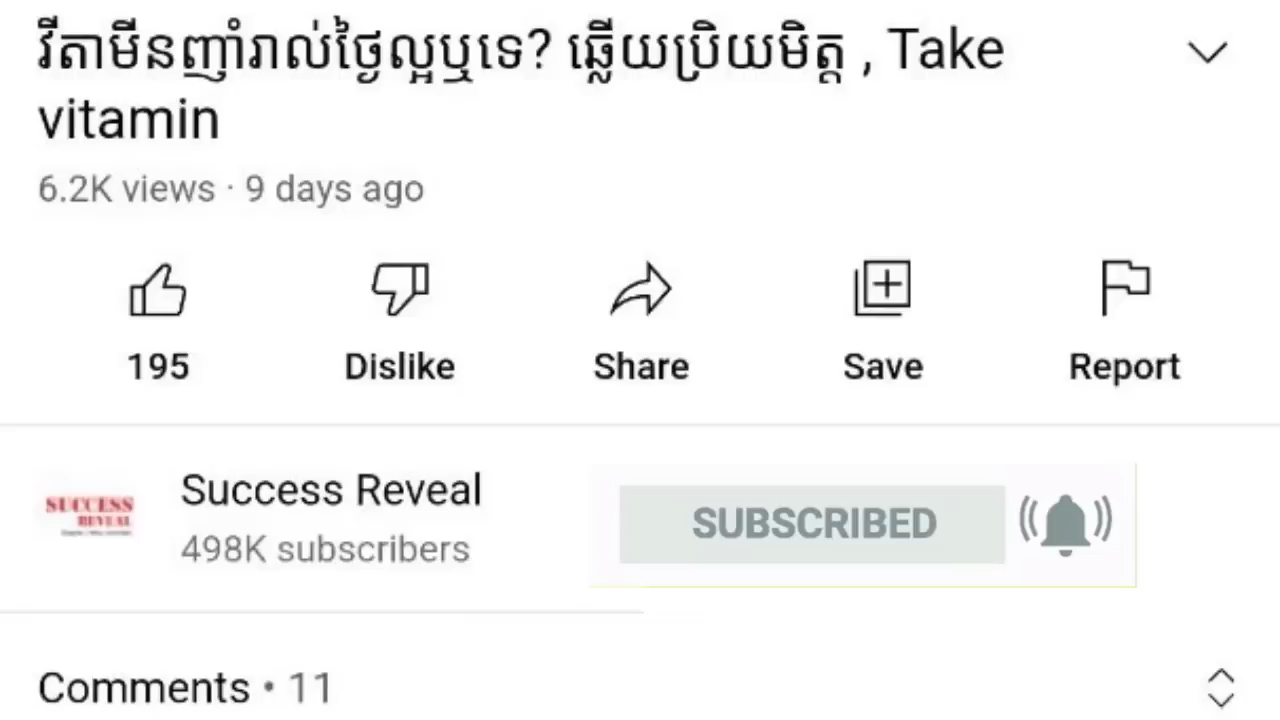 វីតាមីនញ៉ាំរាល់ថ្ងៃល្អឬទេ? ឆ្លើយប្រិយមិត្ត , Take
vitamin
6.2K views · 9 days ago
195 Dislike Share Save Report
SUCCESS
REVEAL
Success Reveal
498K subscribers
SUBSCRIBED
Comments • 11